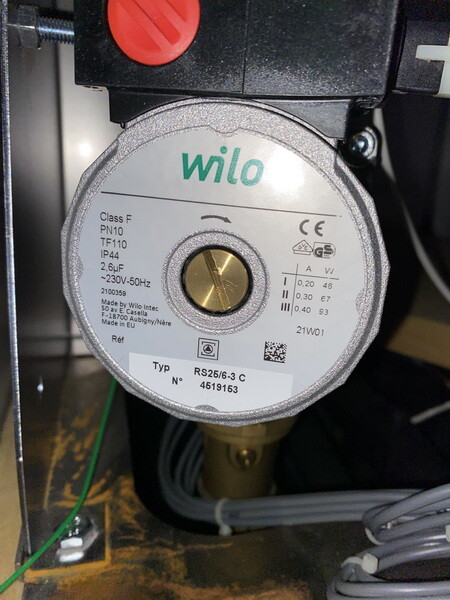 wilo
Class F
PN10
TF110
IP44
2,6µF
~230V-50Hz
2100359
Made by Wilo Intec
50 av E. Casella
F-18700 Aubigny/Nère
Made in EU
Réf
CE
GS
A W
I 0,20 46
II 0,30 67
III 0,40 93
21W01
Typ RS25/6-3 C
N° 4519153